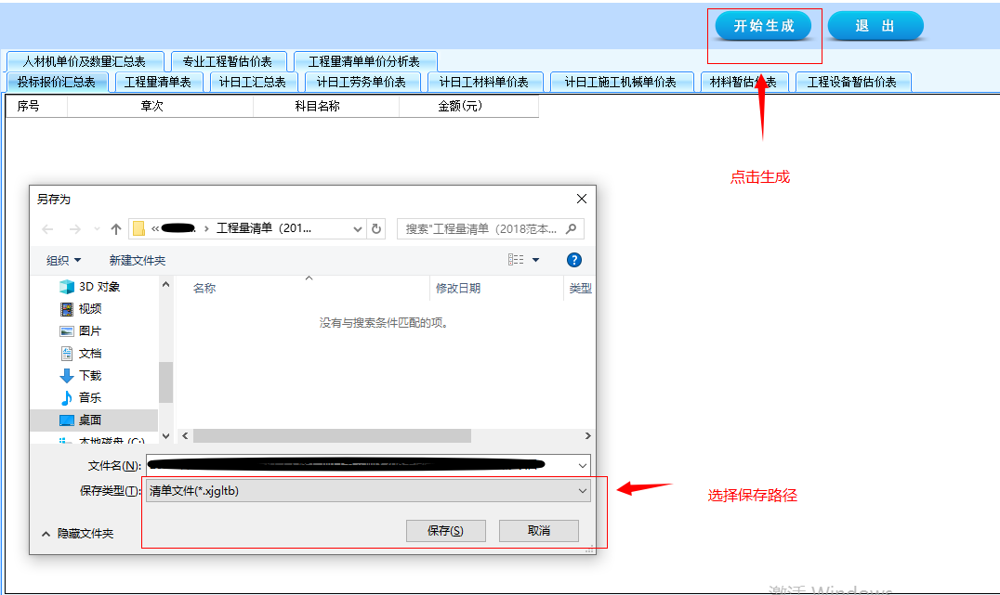 开始生成
退 出
人材机单价及数量汇总表
专业工程暂估价表
工程量清单单价分析表
投标报价汇总表
工程量清单表
计日工汇总表
计日工劳务单价表
计日工材料单价表
计日工施工机械单价表
材料暂估价表
工程设备暂估价表
序号
章次
科目名称
金额(元)
点击生成
另存为
« 
工程量清单（201...
搜索"工程量清单（2018范本...
组织
新建文件夹
3D 对象
视频
图片
文档
下载
音乐
桌面
本地磁盘 (C:)
名称
修改日期
类型
没有与搜索条件匹配的项。
文件名(N):
保存类型(T):
清单文件(*.xjgltb)
选择保存路径
隐藏文件夹
保存(S)
取消
激活 Windows